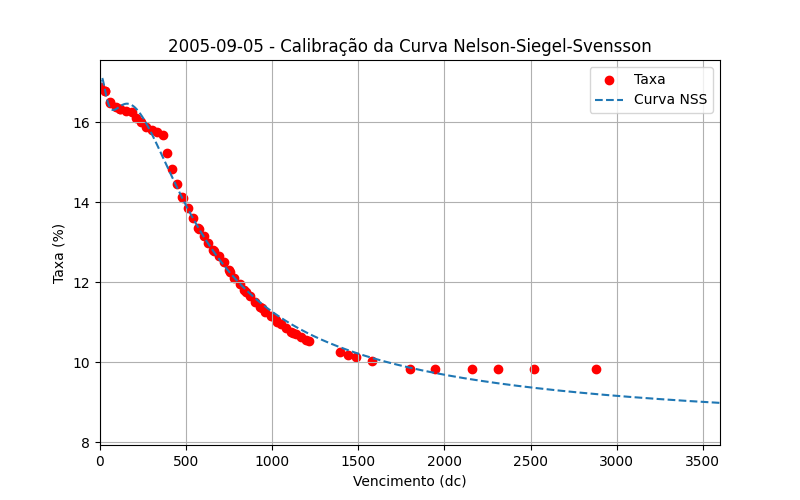 2005-09-05 - Calibração da Curva Nelson-Siegel-Svensson
Taxa
Curva NSS
Taxa (%)
16
14
12
10
8
0 500 1000 1500 2000 2500 3000 3500
Vencimento (dc)